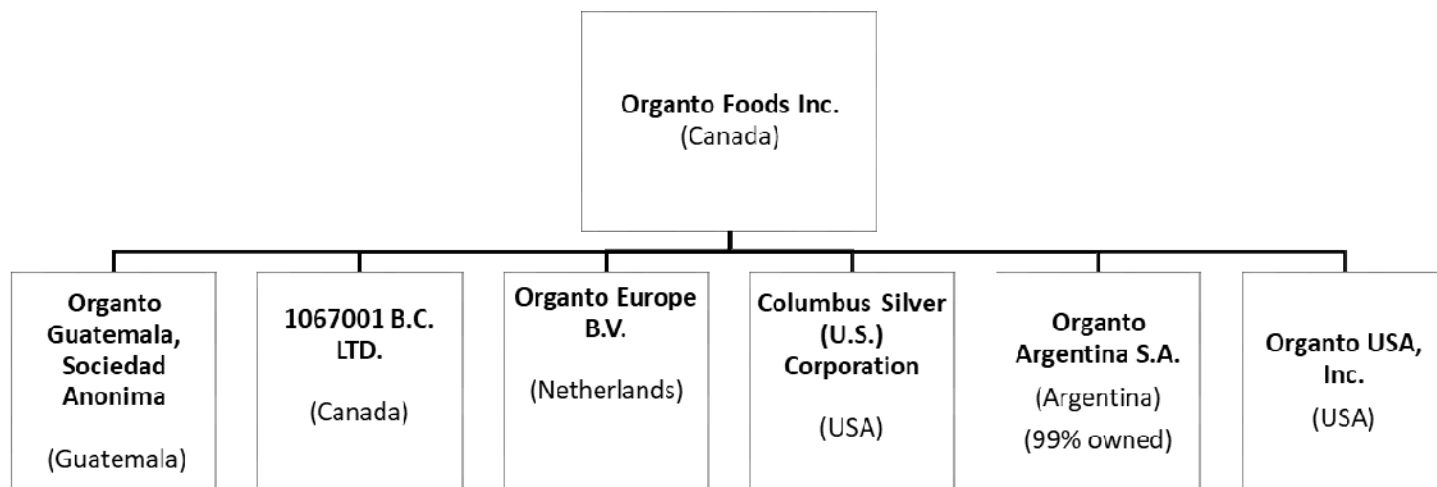 Organto Foods Inc.
(Canada)
Organto
Guatemala,
Sociedad
Anonima
(Guatemala)
1067001 B.C.
LTD.
(Canada)
Organto Europe
B.V.
(Netherlands)
Columbus Silver
(U.S.)
Corporation
(USA)
Organto
Argentina S.A.
(Argentina)
(99% owned)
Organto USA,
Inc.
(USA)